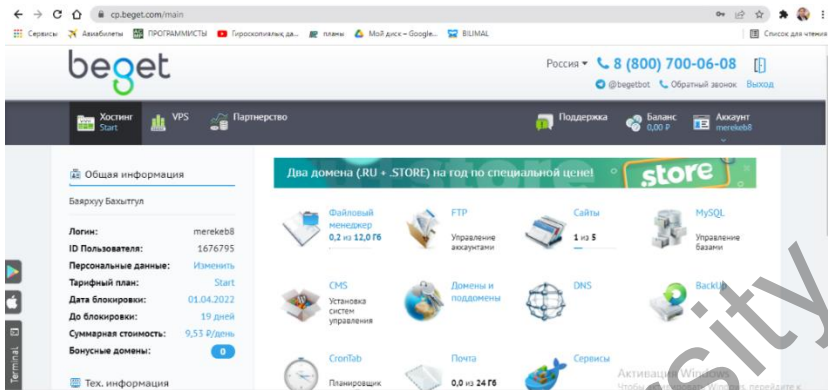 cp.beget.com/main
Сервисы Авиабилеты ПРОГРАММИСТЫ Гироскопиялық да... планы Мой диск – Google... BILIMAL Список для чтения
beget
Россия 8 (800) 700-06-08
@begetbot Обратный звонок Выход
Хостинг Start VPS Партнерство Поддержка Баланс 0,00 ₽ Аккаунт merekeb8
Общая информация
Баярхуу Бахытгул
Логин: merekeb8
ID Пользователя: 1676795
Персональные данные: Изменить
Тарифный план: Start
Дата блокировки: 01.04.2022
До блокировки: 19 дней
Суммарная стоимость: 9,53 ₽/день
Бонусные домены: 0
Тех. информация
Два домена (.RU + .STORE) на год по специальной цене!
.store
Файловый менеджер
0,2 из 12,0 Гб
FTP
Управление аккаунтами
Сайты
1 из 5
MySQL
Управление базами
CMS
Установка систем управления
Домены и поддомены
DNS
BackUp
CronTab
Планировщик
Почта
0,0 из 24 Гб
Сервисы
Активация Windows
Terminal